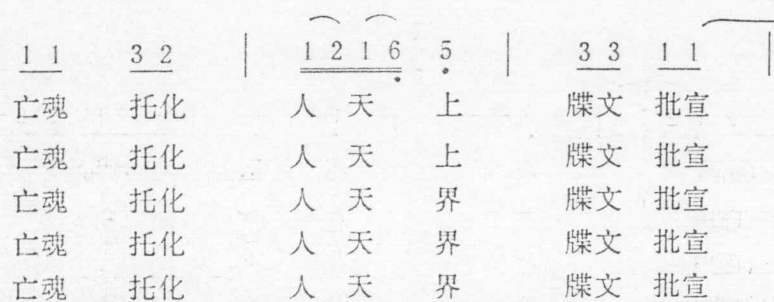 1 1 3 2 | 1 2 1 6 5 | 3 3 1 1 |
亡魂 托化 人 天 上 牒文 批宣
亡魂 托化 人 天 上 牒文 批宣
亡魂 托化 人 天 界 牒文 批宣
亡魂 托化 人 天 界 牒文 批宣
亡魂 托化 人 天 界 牒文 批宣